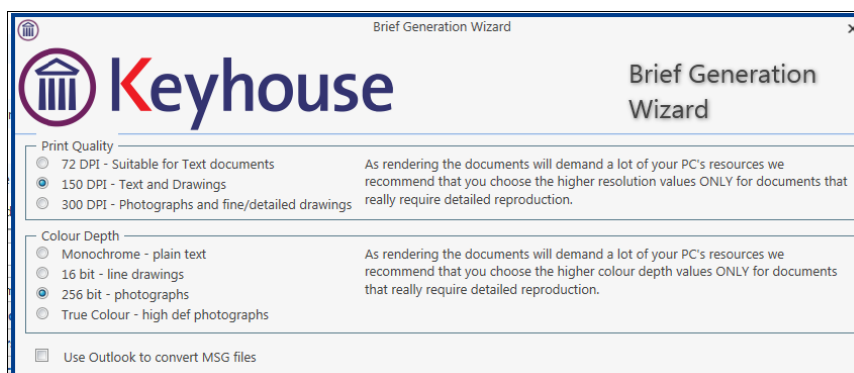 Brief Generation Wizard
Keyhouse
Brief Generation
Wizard
Print Quality
72 DPI - Suitable for Text documents
150 DPI - Text and Drawings
300 DPI - Photographs and fine/detailed drawings
As rendering the documents will demand a lot of your PC's resources we
recommend that you choose the higher resolution values ONLY for documents that
really require detailed reproduction.
Colour Depth
Monochrome - plain text
16 bit - line drawings
256 bit - photographs
True Colour - high def photographs
As rendering the documents will demand a lot of your PC's resources we
recommend that you choose the higher colour depth values ONLY for documents
that really require detailed reproduction.
Use Outlook to convert MSG files